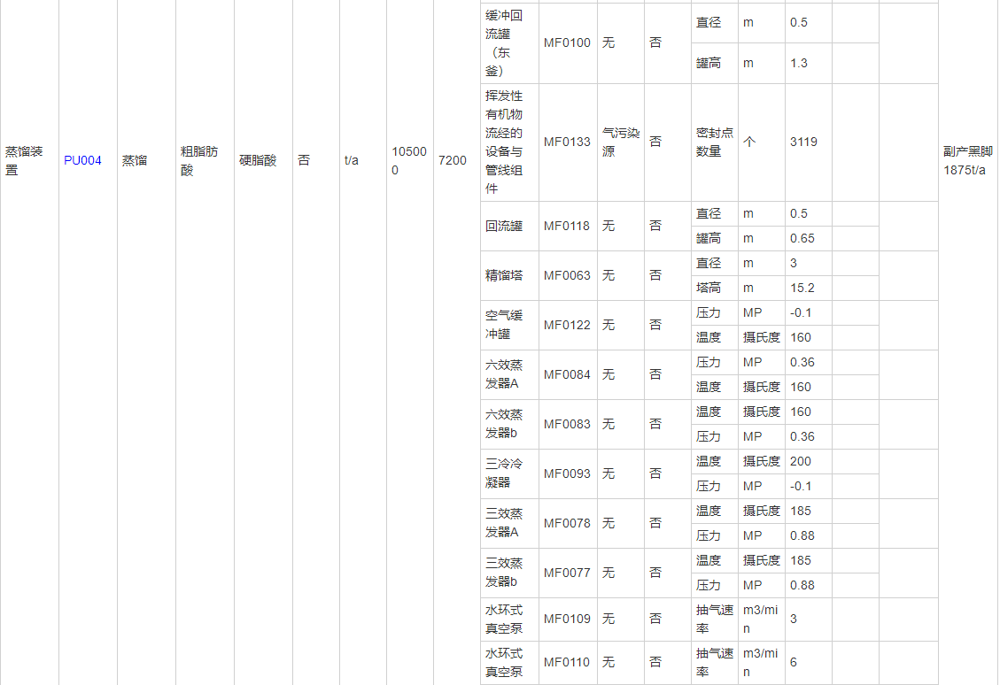 缓冲回
流罐
（东
釜）
MF0100
无
否
直径
m
0.5
罐高
m
1.3
蒸馏装
置
PU004
蒸馏
粗脂肪
酸
硬脂酸
否
t/a
10500
0
7200
挥发性
有机物
流经的
设备与
管线组
件
MF0133
气污染
源
否
密封点
数量
个
3119
副产黑脚
1875t/a
回流罐
MF0118
无
否
直径
m
0.5
罐高
m
0.65
精馏塔
MF0063
无
否
直径
m
3
塔高
m
15.2
空气缓
冲罐
MF0122
无
否
压力
MP
-0.1
温度
摄氏度
160
六效蒸
发器A
MF0084
无
否
压力
MP
0.36
温度
摄氏度
160
六效蒸
发器b
MF0083
无
否
温度
摄氏度
160
压力
MP
0.36
三冷冷
凝器
MF0093
无
否
温度
摄氏度
200
压力
MP
-0.1
三效蒸
发器A
MF0078
无
否
温度
摄氏度
185
压力
MP
0.88
三效蒸
发器b
MF0077
无
否
温度
摄氏度
185
压力
MP
0.88
水环式
真空泵
MF0109
无
否
抽气速
率
m3/mi
n
3
水环式
真空泵
MF0110
无
否
抽气速
率
m3/mi
n
6